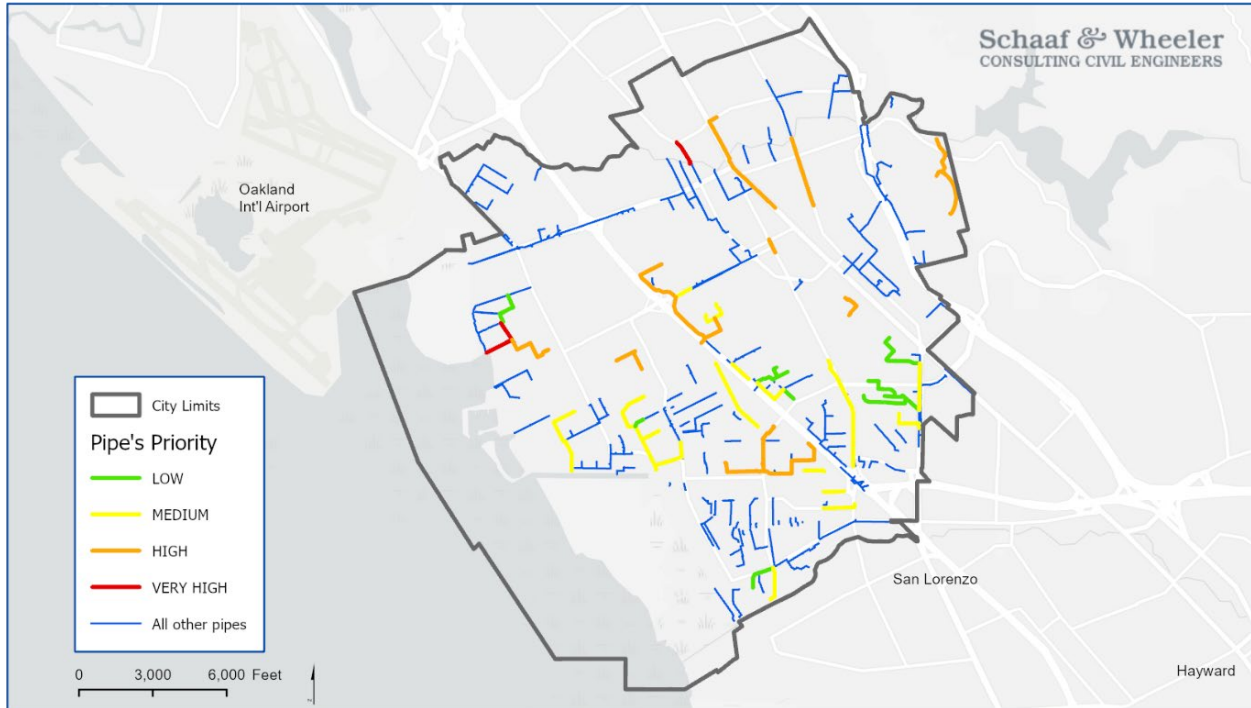 Schaaf & Wheeler
CONSULTING CIVIL ENGINEERS
Oakland
Int'l Airport
City Limits
Pipe's Priority
LOW
MEDIUM
HIGH
VERY HIGH
All other pipes
San Lorenzo
0 3,000 6,000 Feet
Hayward